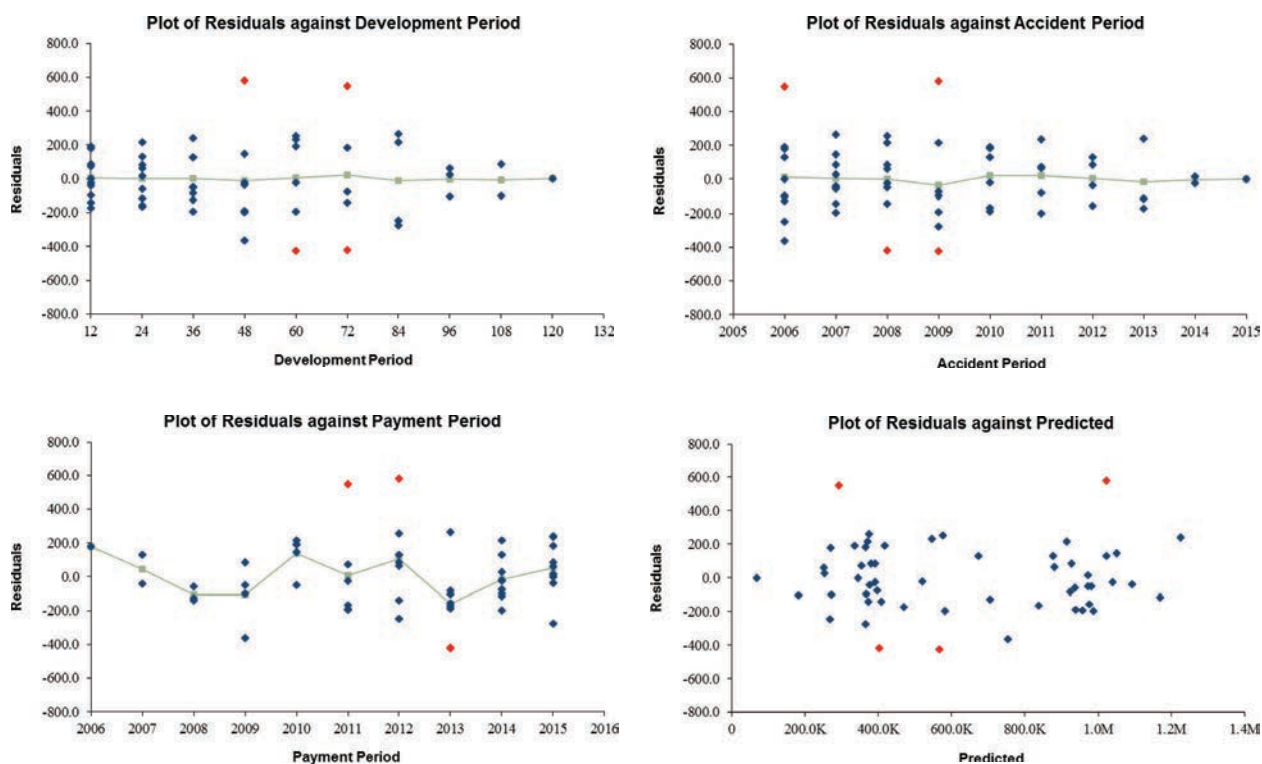 Plot of Residuals against Development Period
800.0
600.0
400.0
200.0
0.0
-200.0
-400.0
-600.0
-800.0
Residuals
12 24 36 48 60 72 84 96 108 120 132
Development Period
Plot of Residuals against Accident Period
800.0
600.0
400.0
200.0
0.0
-200.0
-400.0
-600.0
-800.0
Residuals
2005 2006 2007 2008 2009 2010 2011 2012 2013 2014 2015
Accident Period
Plot of Residuals against Payment Period
800.0
600.0
400.0
200.0
0.0
-200.0
-400.0
-600.0
-800.0
Residuals
2006 2007 2008 2009 2010 2011 2012 2013 2014 2015 2016
Payment Period
Plot of Residuals against Predicted
800.0
600.0
400.0
200.0
0.0
-200.0
-400.0
-600.0
-800.0
Residuals
0 200.0K 400.0K 600.0K 800.0K 1.0M 1.2M 1.4M
Predicted